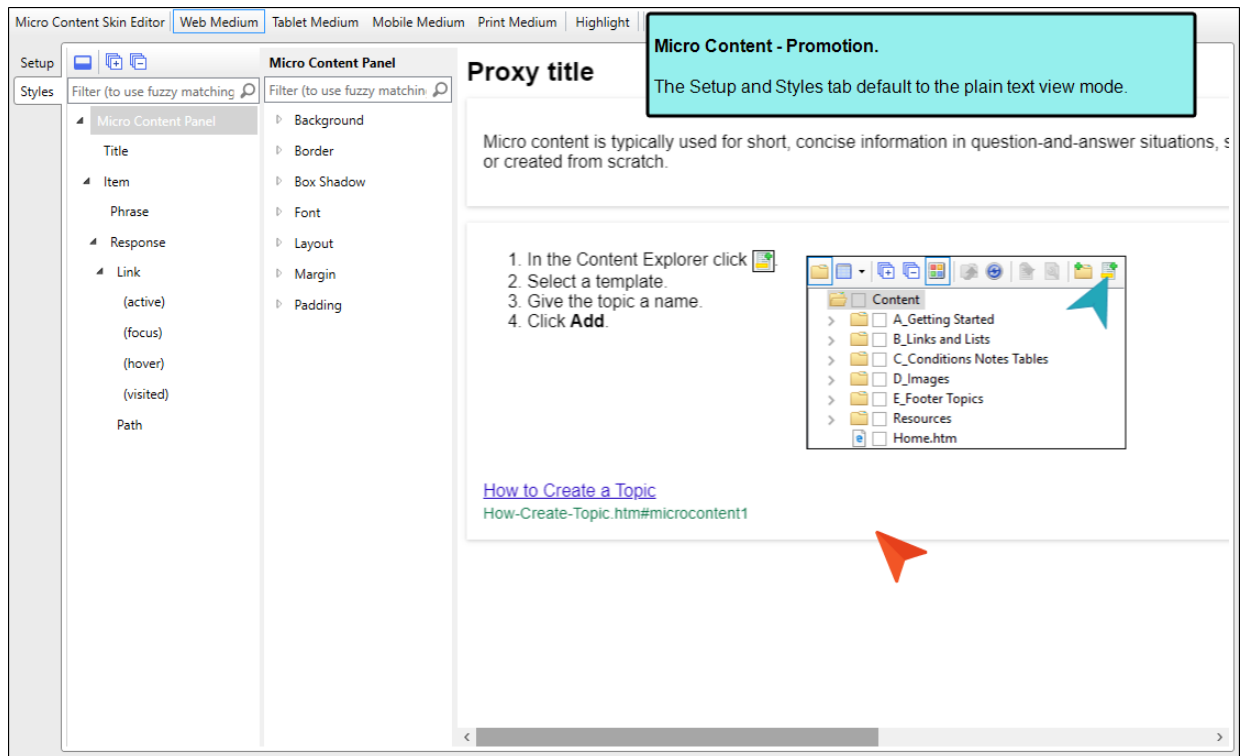 Micro Content Skin Editor Web Medium Tablet Medium Mobile Medium Print Medium Highlight
Micro Content - Promotion.
The Setup and Styles tab default to the plain text view mode.
Setup
Styles
Filter (to use fuzzy matching
Micro Content Panel
Title
Item
Phrase
Response
Link
(active)
(focus)
(hover)
(visited)
Path
Micro Content Panel
Filter (to use fuzzy matchin
Background
Border
Box Shadow
Font
Layout
Margin
Padding
Proxy title
Micro content is typically used for short, concise information in question-and-answer situations, s
or created from scratch.
1. In the Content Explorer click .
2. Select a template.
3. Give the topic a name.
4. Click Add.
Content
A_Getting Started
B_Links and Lists
C_Conditions Notes Tables
D_Images
E_Footer Topics
Resources
Home.htm
How to Create a Topic
How-Create-Topic.htm#microcontent1